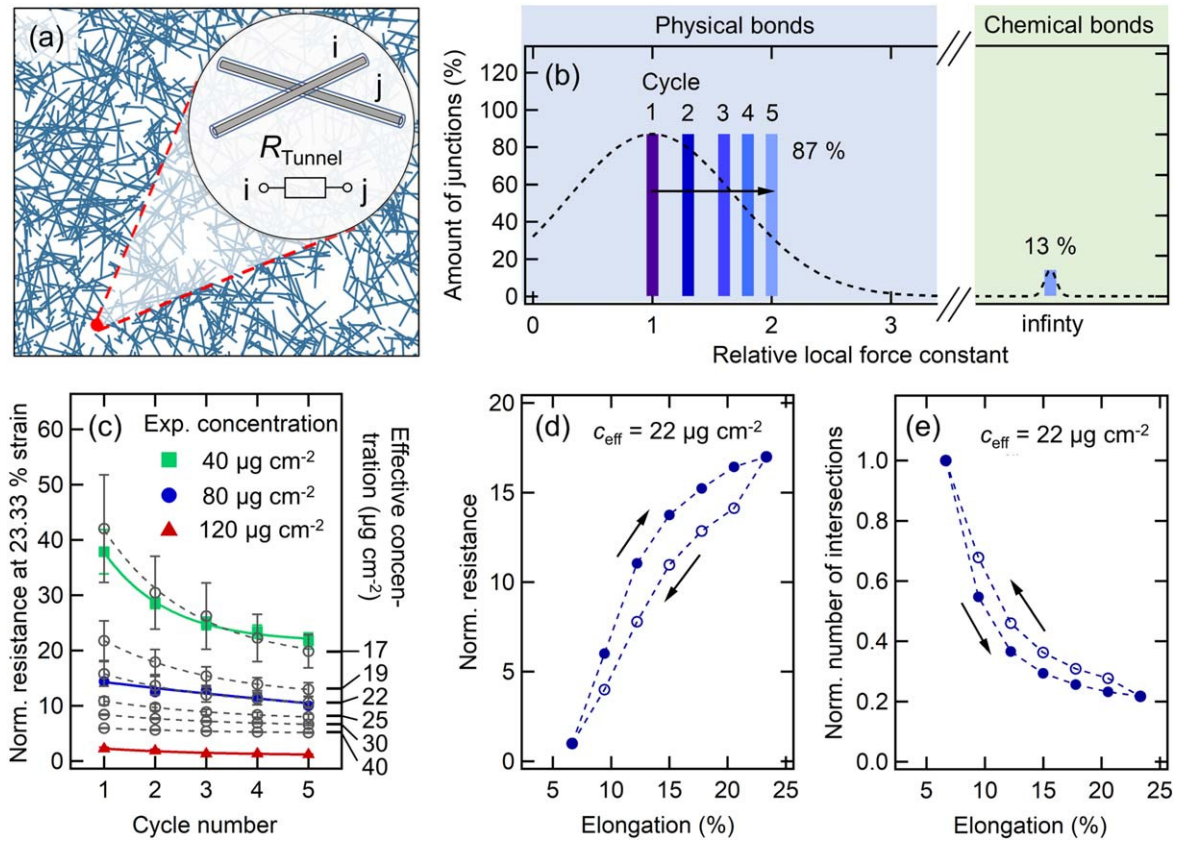 (a)
i
j
R_Tunnel
i
j
Physical bonds
Chemical bonds
(b)
Cycle
1 2 3 4 5
87 %
13 %
120
100
80
60
40
20
0
Amount of junctions (%)
0 1 2 3
infinty
Relative local force constant
(c)
Exp. concentration
40 µg cm⁻²
80 µg cm⁻²
120 µg cm⁻²
60
50
40
30
20
10
0
Norm. resistance at 23.33 % strain
1 2 3 4 5
Cycle number
Effective concen-
tration (µg cm⁻²)
17
19
22
25
30
40
(d)
c_eff = 22 µg cm⁻²
20
15
10
5
0
Norm. resistance
5 10 15 20 25
Elongation (%)
(e)
c_eff = 22 µg cm⁻²
1.0
0.8
0.6
0.4
0.2
0.0
Norm. number of intersections
5 10 15 20 25
Elongation (%)